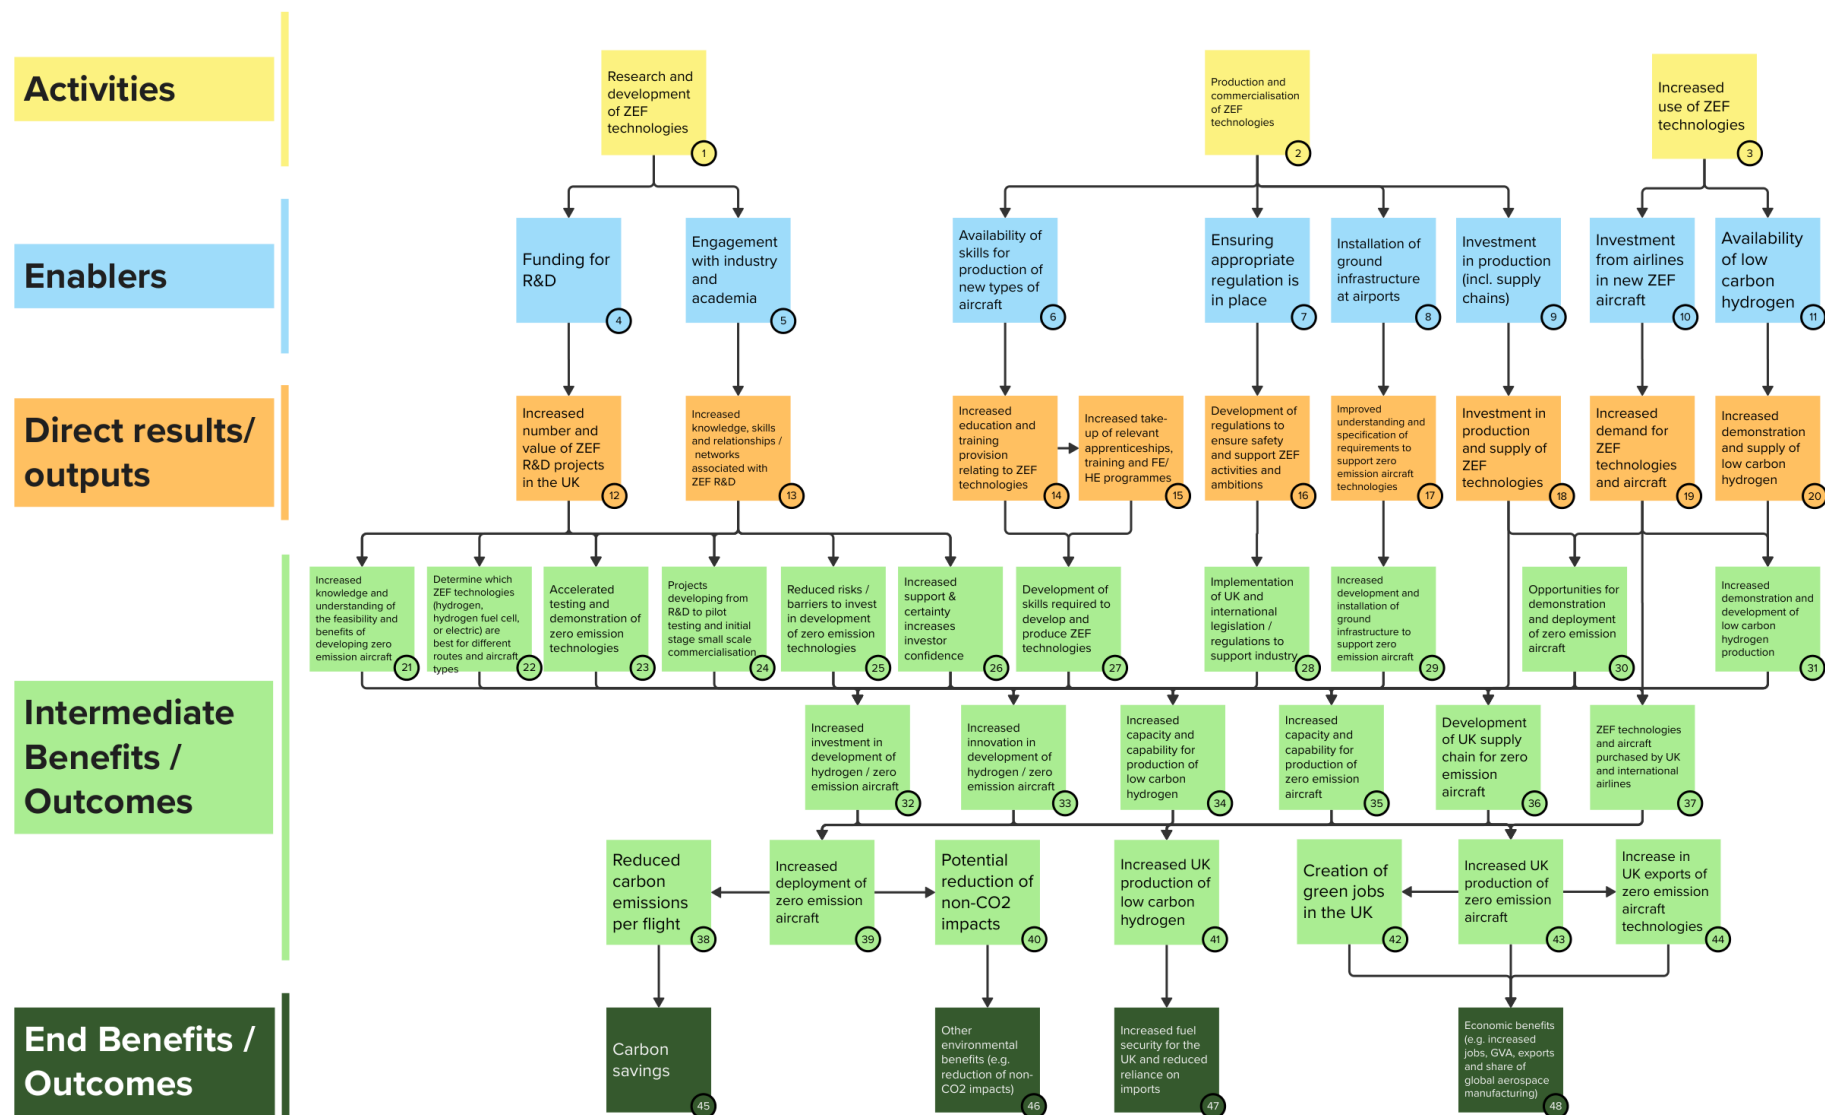 Activities
Research and
development
of ZEF
technologies
1
Production and
commercialisation
of ZEF
technologies
2
Increased
use of ZEF
technologies
3
Enablers
Funding for
R&D
4
Engagement
with industry
and
academia
5
Availability of
skills for
production of
new types of
aircraft
6
Ensuring
appropriate
regulation is
in place
7
Installation of
ground
infrastructure
at airports
8
Investment
in production
(incl. supply
chains)
9
Investment
from airlines
in new ZEF
aircraft
10
Availability
of low
carbon
hydrogen
11
Direct results/
outputs
Increased
number and
value of ZEF
R&D projects
in the UK
12
Increased
knowledge, skills
and relationships /
networks
associated with
ZEF R&D
13
Increased
education and
training
provision
relating to ZEF
technologies
14
Increased take-
up of relevant
apprenticeships,
training and FE/
HE programmes
15
Development of
regulations to
ensure safety
and support ZEF
activities and
ambitions
16
Improved
understanding and
specification of
requirements to
support zero
emission aircraft
technologies
17
Investment in
production
and supply of
ZEF
technologies
18
Increased
demand for
ZEF
technologies
and aircraft
19
Increased
demonstration
and supply of
low carbon
hydrogen
20
Intermediate
Benefits /
Outcomes
Increased
knowledge and
understanding of
the feasibility and
benefits of
developing zero
emission aircraft
21
Determine which
ZEF technologies
(hydrogen,
hydrogen fuel cell,
or electric) are
best for different
routes and aircraft
types
22
Accelerated
testing and
demonstration of
zero emission
technologies
23
Projects
developing from
R&D to pilot
testing and initial
stage small scale
commercialisation
24
Reduced risks /
barriers to invest
in development
of zero emission
technologies
25
Increased
support &
certainty
increases
investor
confidence
26
Development of
skills required to
develop and
produce ZEF
technologies
27
Implementation
of UK and
international
legislation /
regulations to
support industry
28
Increased
development and
installation of
ground
infrastructure to
support zero
emission aircraft
29
Opportunities for
demonstration
and deployment
of zero emission
aircraft
30
Increased
demonstration and
development of
low carbon
hydrogen
production
31
Increased
investment in
development of
hydrogen / zero
emission aircraft
32
Increased
innovation in
development of
hydrogen / zero
emission aircraft
33
Increased
capacity and
capability for
production of
low carbon
hydrogen
34
Increased
capacity and
capability for
production of
zero emission
aircraft
35
Development
of UK supply
chain for zero
emission
aircraft
36
ZEF technologies
and aircraft
purchased by UK
and international
airlines
37
Reduced
carbon
emissions
per flight
38
Increased
deployment of
zero emission
aircraft
39
Potential
reduction of
non-CO2
impacts
40
Increased UK
production of
low carbon
hydrogen
41
Creation of
green jobs
in the UK
42
Increased UK
production of
zero emission
aircraft
43
Increase in
UK exports of
zero emission
aircraft
technologies
44
End Benefits /
Outcomes
Carbon
savings
45
Other
environmental
benefits (e.g.
reduction of non-
CO2 impacts)
46
Increased fuel
security for the
UK and reduced
reliance on
imports
47
Economic benefits
(e.g. increased
jobs, GVA, exports
and share of
global aerospace
manufacturing)
48